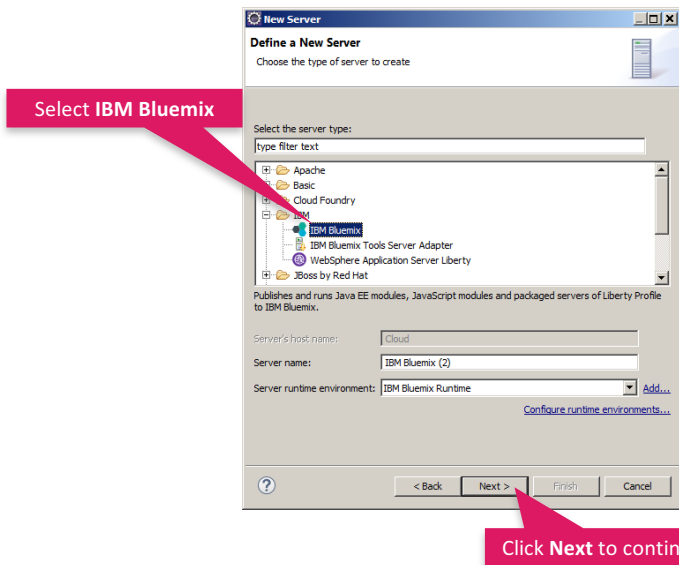 New Server
Define a New Server
Choose the type of server to create
Select IBM Bluemix
Select the server type:
type filter text
Apache
Basic
Cloud Foundry
IBM
IBM Bluemix
IBM Bluemix Tools Server Adapter
WebSphere Application Server Liberty
JBoss by Red Hat
Publishes and runs Java EE modules, JavaScript modules and packaged servers of Liberty Profile
to IBM Bluemix.
Server's host name: Cloud
Server name: IBM Bluemix (2)
Server runtime environment: IBM Bluemix Runtime Add...
Configure runtime environments...
? < Back Next > Finish Cancel
Click Next to contin